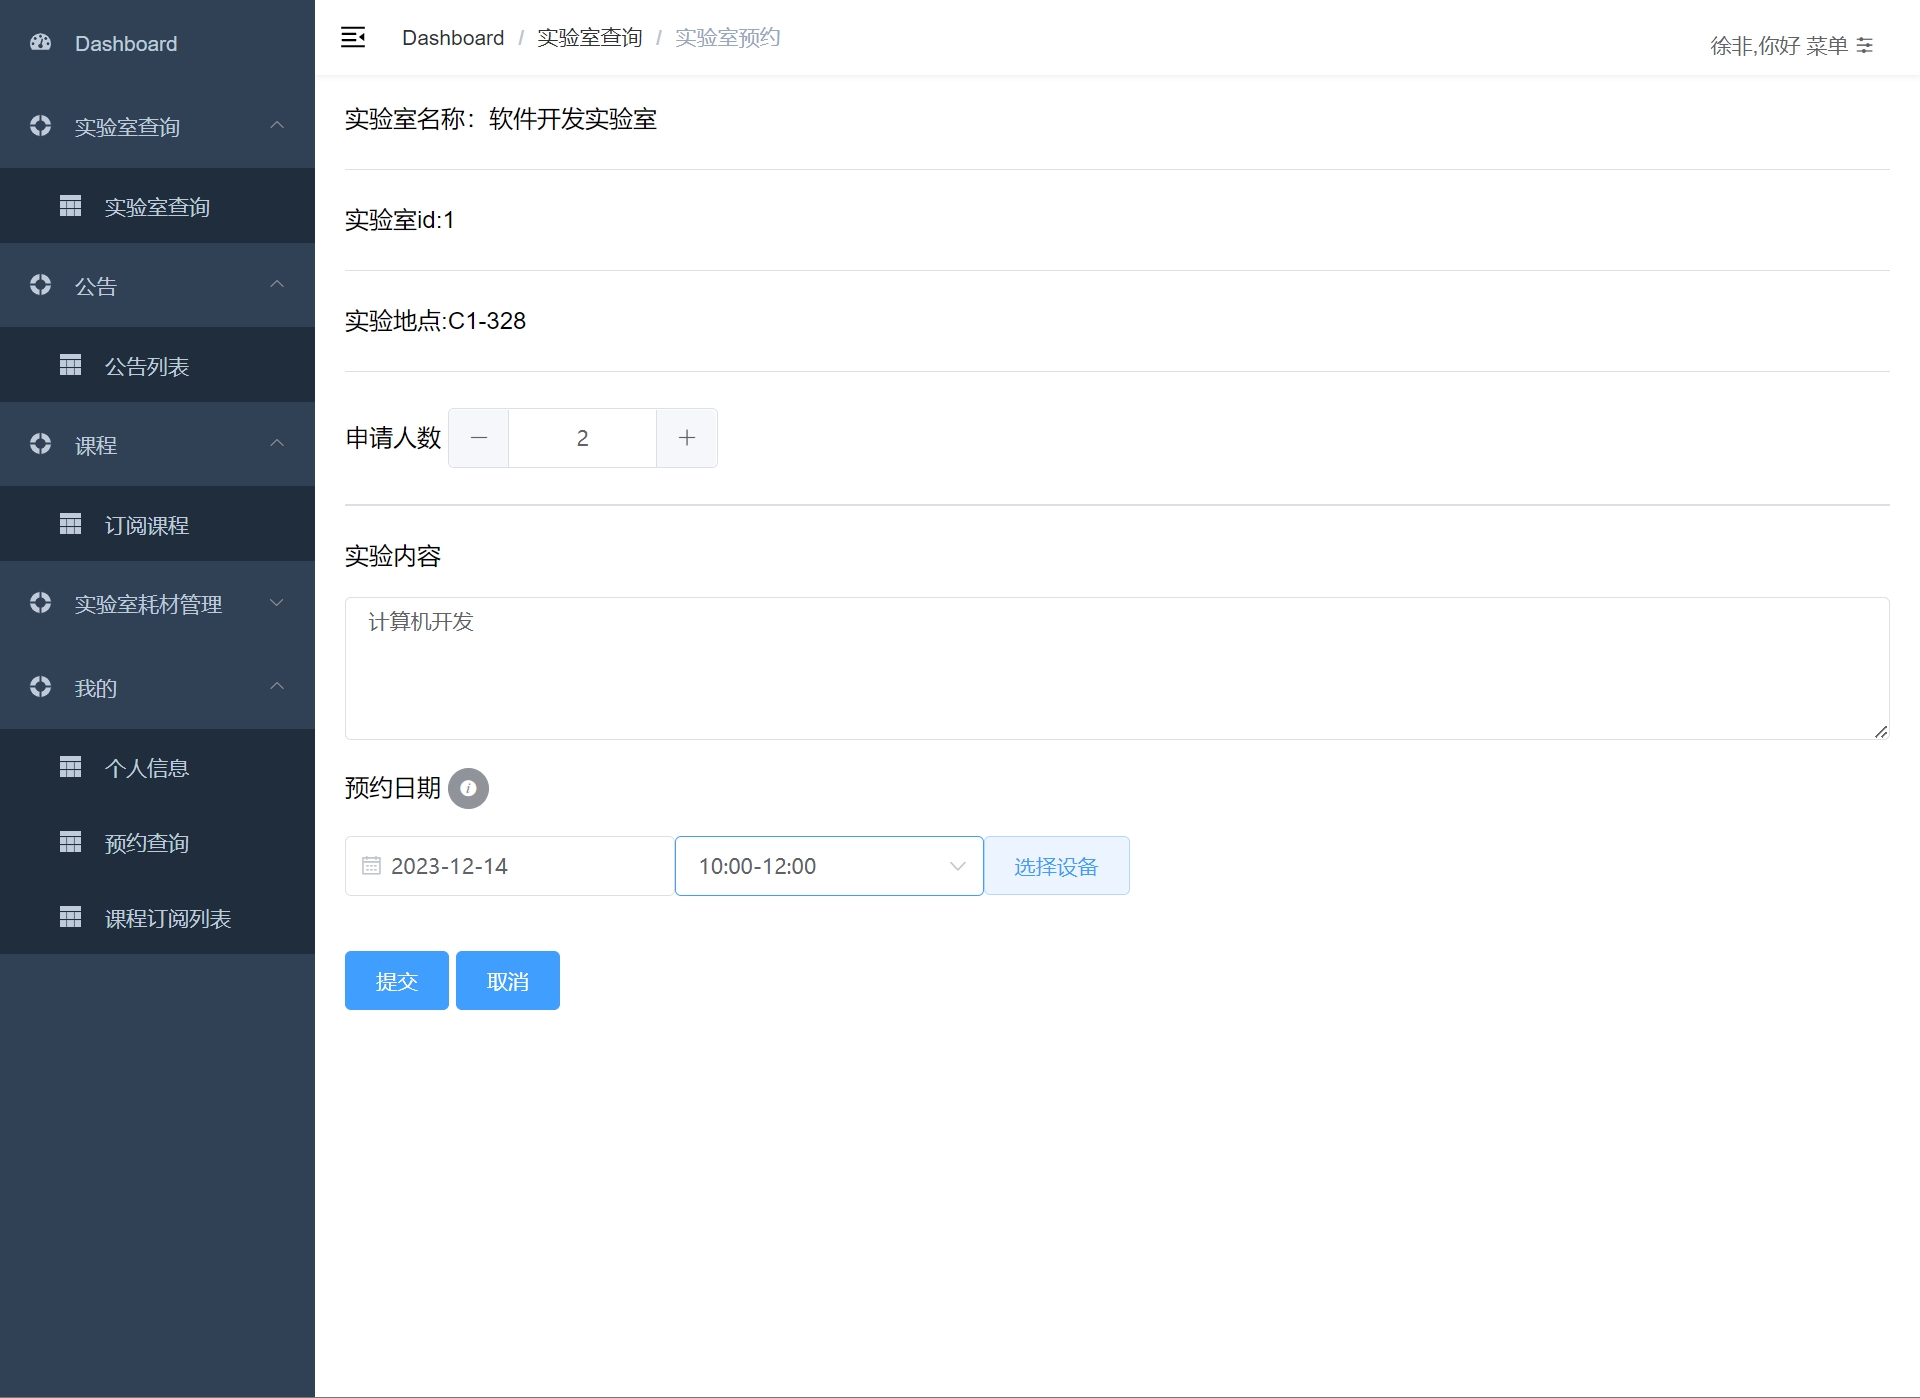 Dashboard
实验室查询
实验室查询
公告
公告列表
课程
订阅课程
实验室耗材管理
我的
个人信息
预约查询
课程订阅列表
Dashboard / 实验室查询 / 实验室预约
徐非,你好 菜单
实验室名称：软件开发实验室
实验室id:1
实验地点:C1-328
申请人数 2
实验内容
计算机开发
预约日期
2023-12-14 10:00-12:00 选择设备
提交 取消